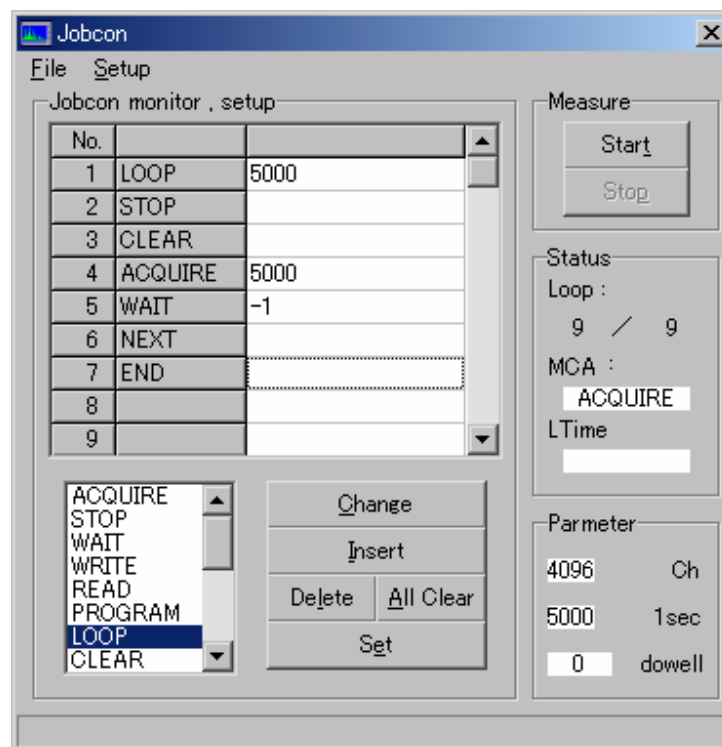 Jobcon
File Setup
Jobcon monitor , setup
No.
1 LOOP 5000
2 STOP
3 CLEAR
4 ACQUIRE 5000
5 WAIT -1
6 NEXT
7 END
8
9
ACQUIRE
STOP
WAIT
WRITE
READ
PROGRAM
LOOP
CLEAR
Change
Insert
Delete All Clear
Set
Measure
Start
Stop
Status
Loop :
9 / 9
MCA :
ACQUIRE
LTime
Parmeter
4096 Ch
5000 1sec
0 dowell